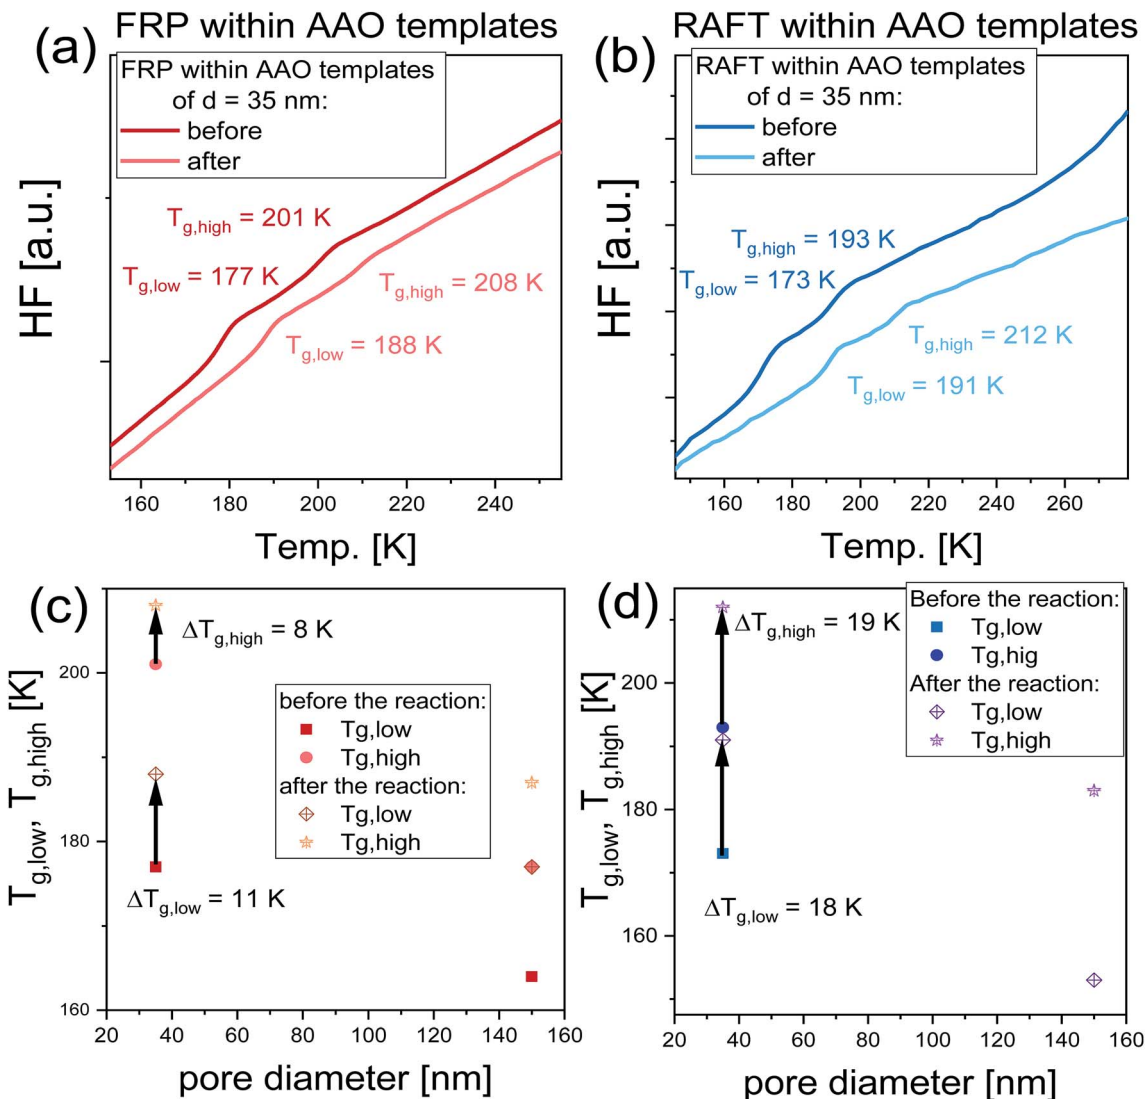 (a)
FRP within AAO templates
FRP within AAO templates
of d = 35 nm:
before
after
T_g,high = 201 K
T_g,low = 177 K
T_g,high = 208 K
T_g,low = 188 K
HF [a.u.]
160 180 200 220 240
Temp. [K]
(b)
RAFT within AAO templates
RAFT within AAO templates
of d = 35 nm:
before
after
T_g,high = 193 K
T_g,low = 173 K
T_g,high = 212 K
T_g,low = 191 K
HF [a.u.]
160 180 200 220 240 260
Temp. [K]
(c)
ΔT_g,high = 8 K
before the reaction:
Tg,low
Tg,high
after the reaction:
Tg,low
Tg,high
ΔT_g,low = 11 K
T_g,low, T_g,high [K]
200
180
160
20 40 60 80 100 120 140 160
pore diameter [nm]
(d)
Before the reaction:
Tg,low
Tg,hig
After the reaction:
Tg,low
Tg,high
ΔT_g,high = 19 K
ΔT_g,low = 18 K
T_g,low, T_g,high [K]
200
180
160
20 40 60 80 100 120 140 160
pore diameter [nm]